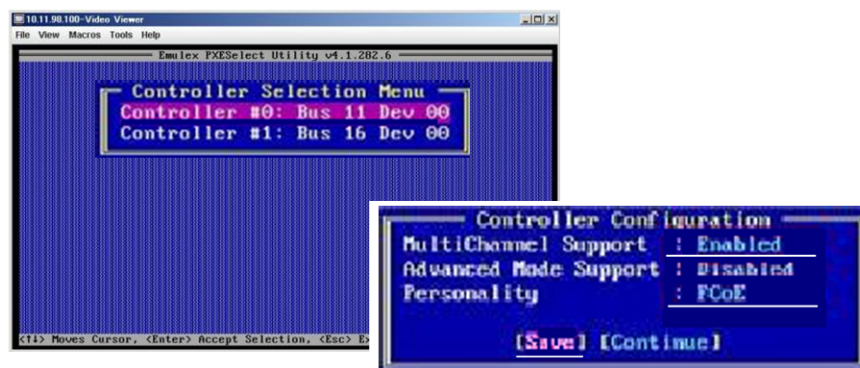 10.11.98.100-Video Viewer
File View Macros Tools Help
Emulex PXESelect Utility v4.1.282.6
Controller Selection Menu
Controller #0: Bus 11 Dev 00
Controller #1: Bus 16 Dev 00
<↑↓> Moves Cursor, <Enter> Accept Selection, <Esc>
Controller Configuration
MultiChannel Support : Enabled
Advanced Mode Support : Disabled
Personality : FCoE
[Save] [Continue]